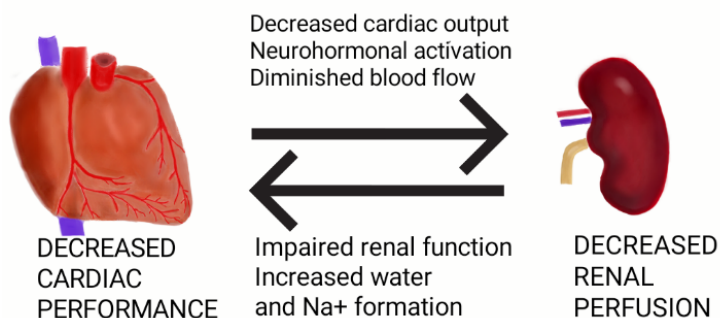 Decreased cardiac output
Neurohormonal activation
Diminished blood flow
DECREASED
CARDIAC
PERFORMANCE
Impaired renal function
Increased water
and Na+ formation
DECREASED
RENAL
PERFUSION